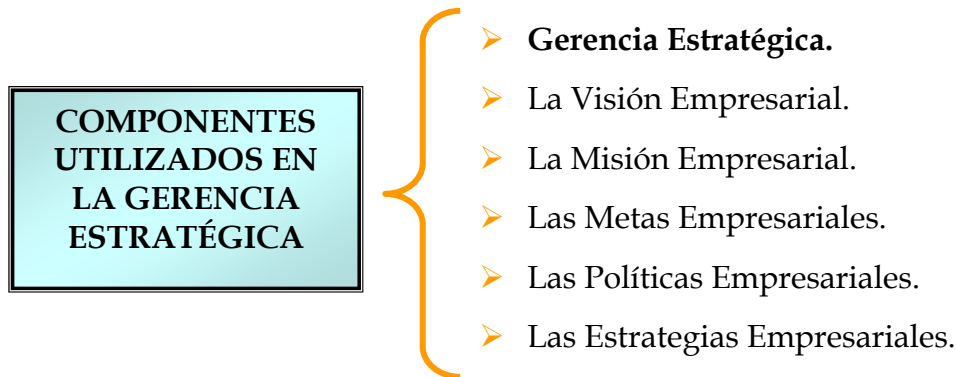 COMPONENTES
UTILIZADOS EN
LA GERENCIA
ESTRATÉGICA
Gerencia Estratégica.
La Visión Empresarial.
La Misión Empresarial.
Las Metas Empresariales.
Las Políticas Empresariales.
Las Estrategias Empresariales.